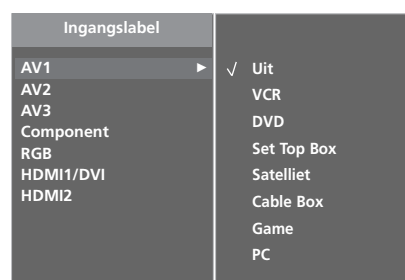 Ingangslabel
AV1 ►
AV2
AV3
Component
RGB
HDMI1/DVI
HDMI2
√ Uit
VCR
DVD
Set Top Box
Satelliet
Cable Box
Game
PC